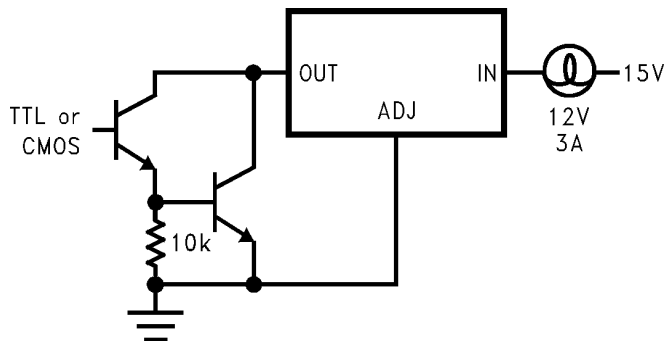 OUT
IN
15V
ADJ
TTL or
CMOS
12V
3A
10k